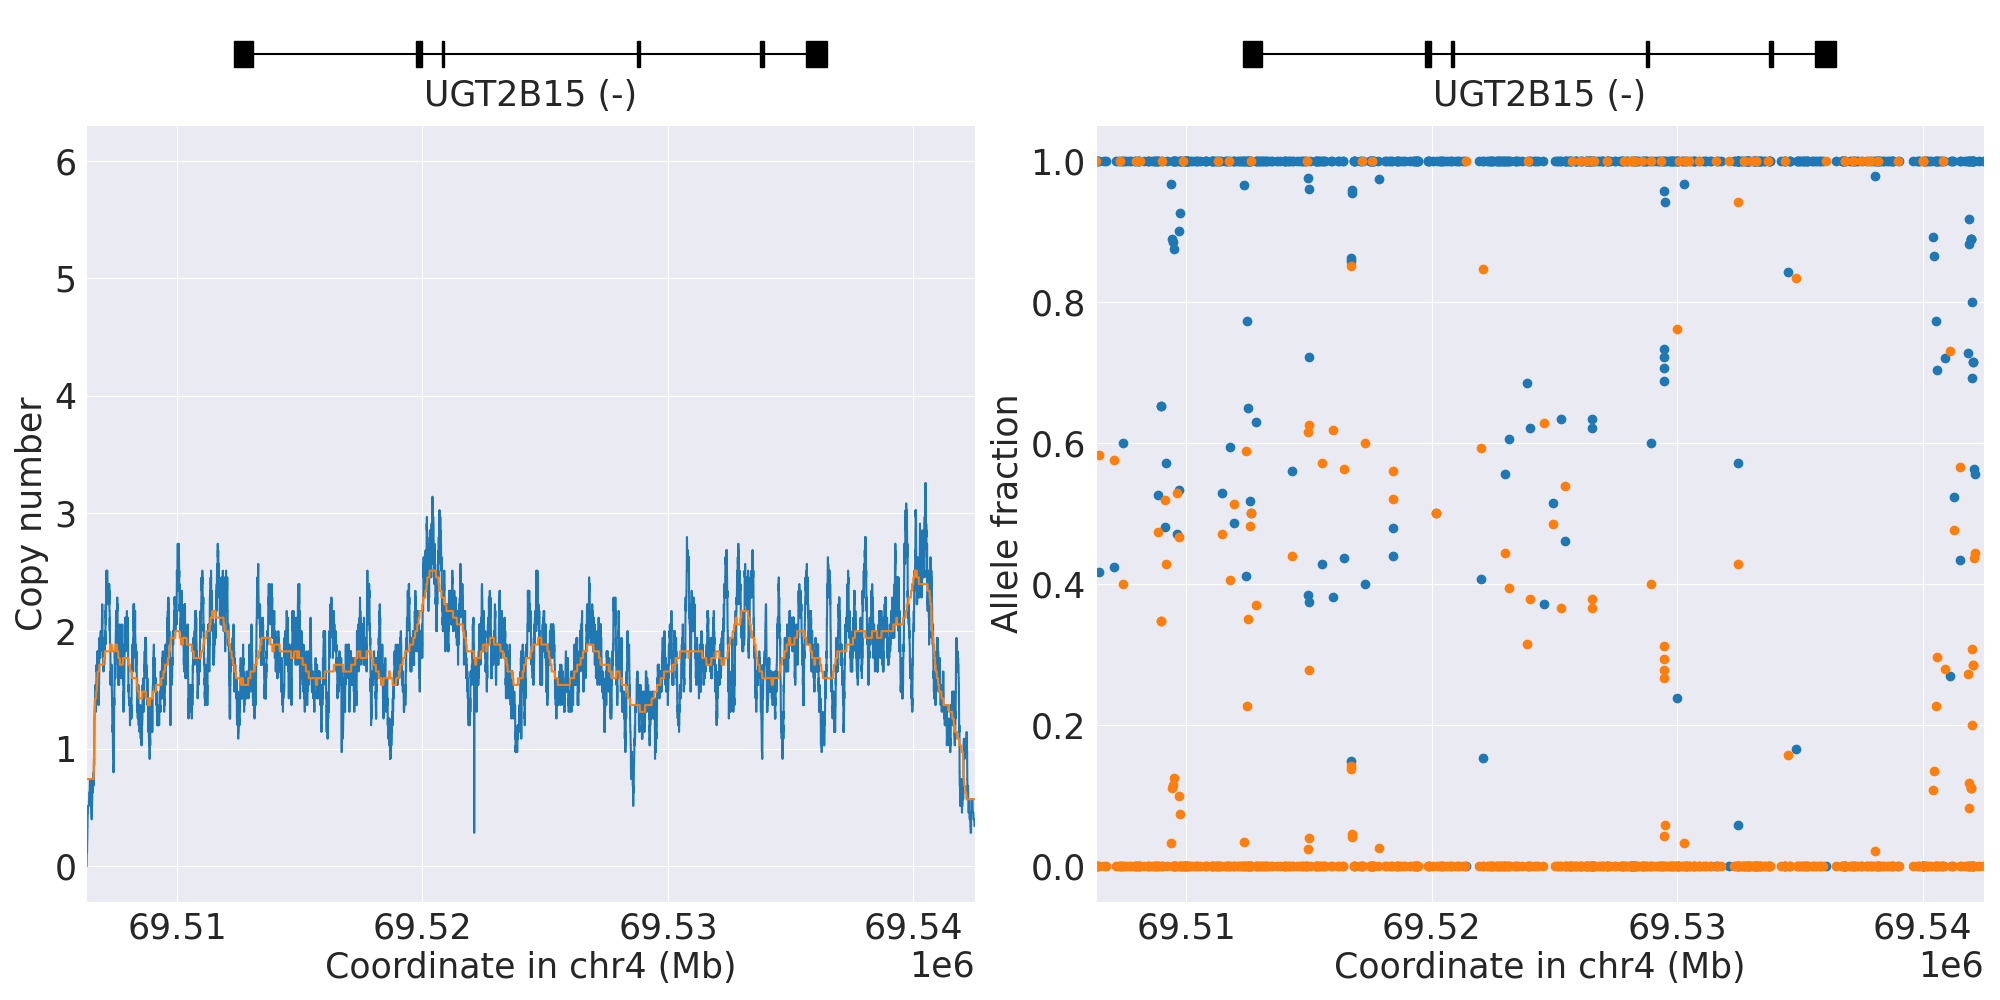 UGT2B15 (-)
6
5
4
3
2
1
0
Copy number
69.51 69.52 69.53 69.54
Coordinate in chr4 (Mb)
1e6
UGT2B15 (-)
1.0
0.8
0.6
0.4
0.2
0.0
Allele fraction
69.51 69.52 69.53 69.54
Coordinate in chr4 (Mb)
1e6